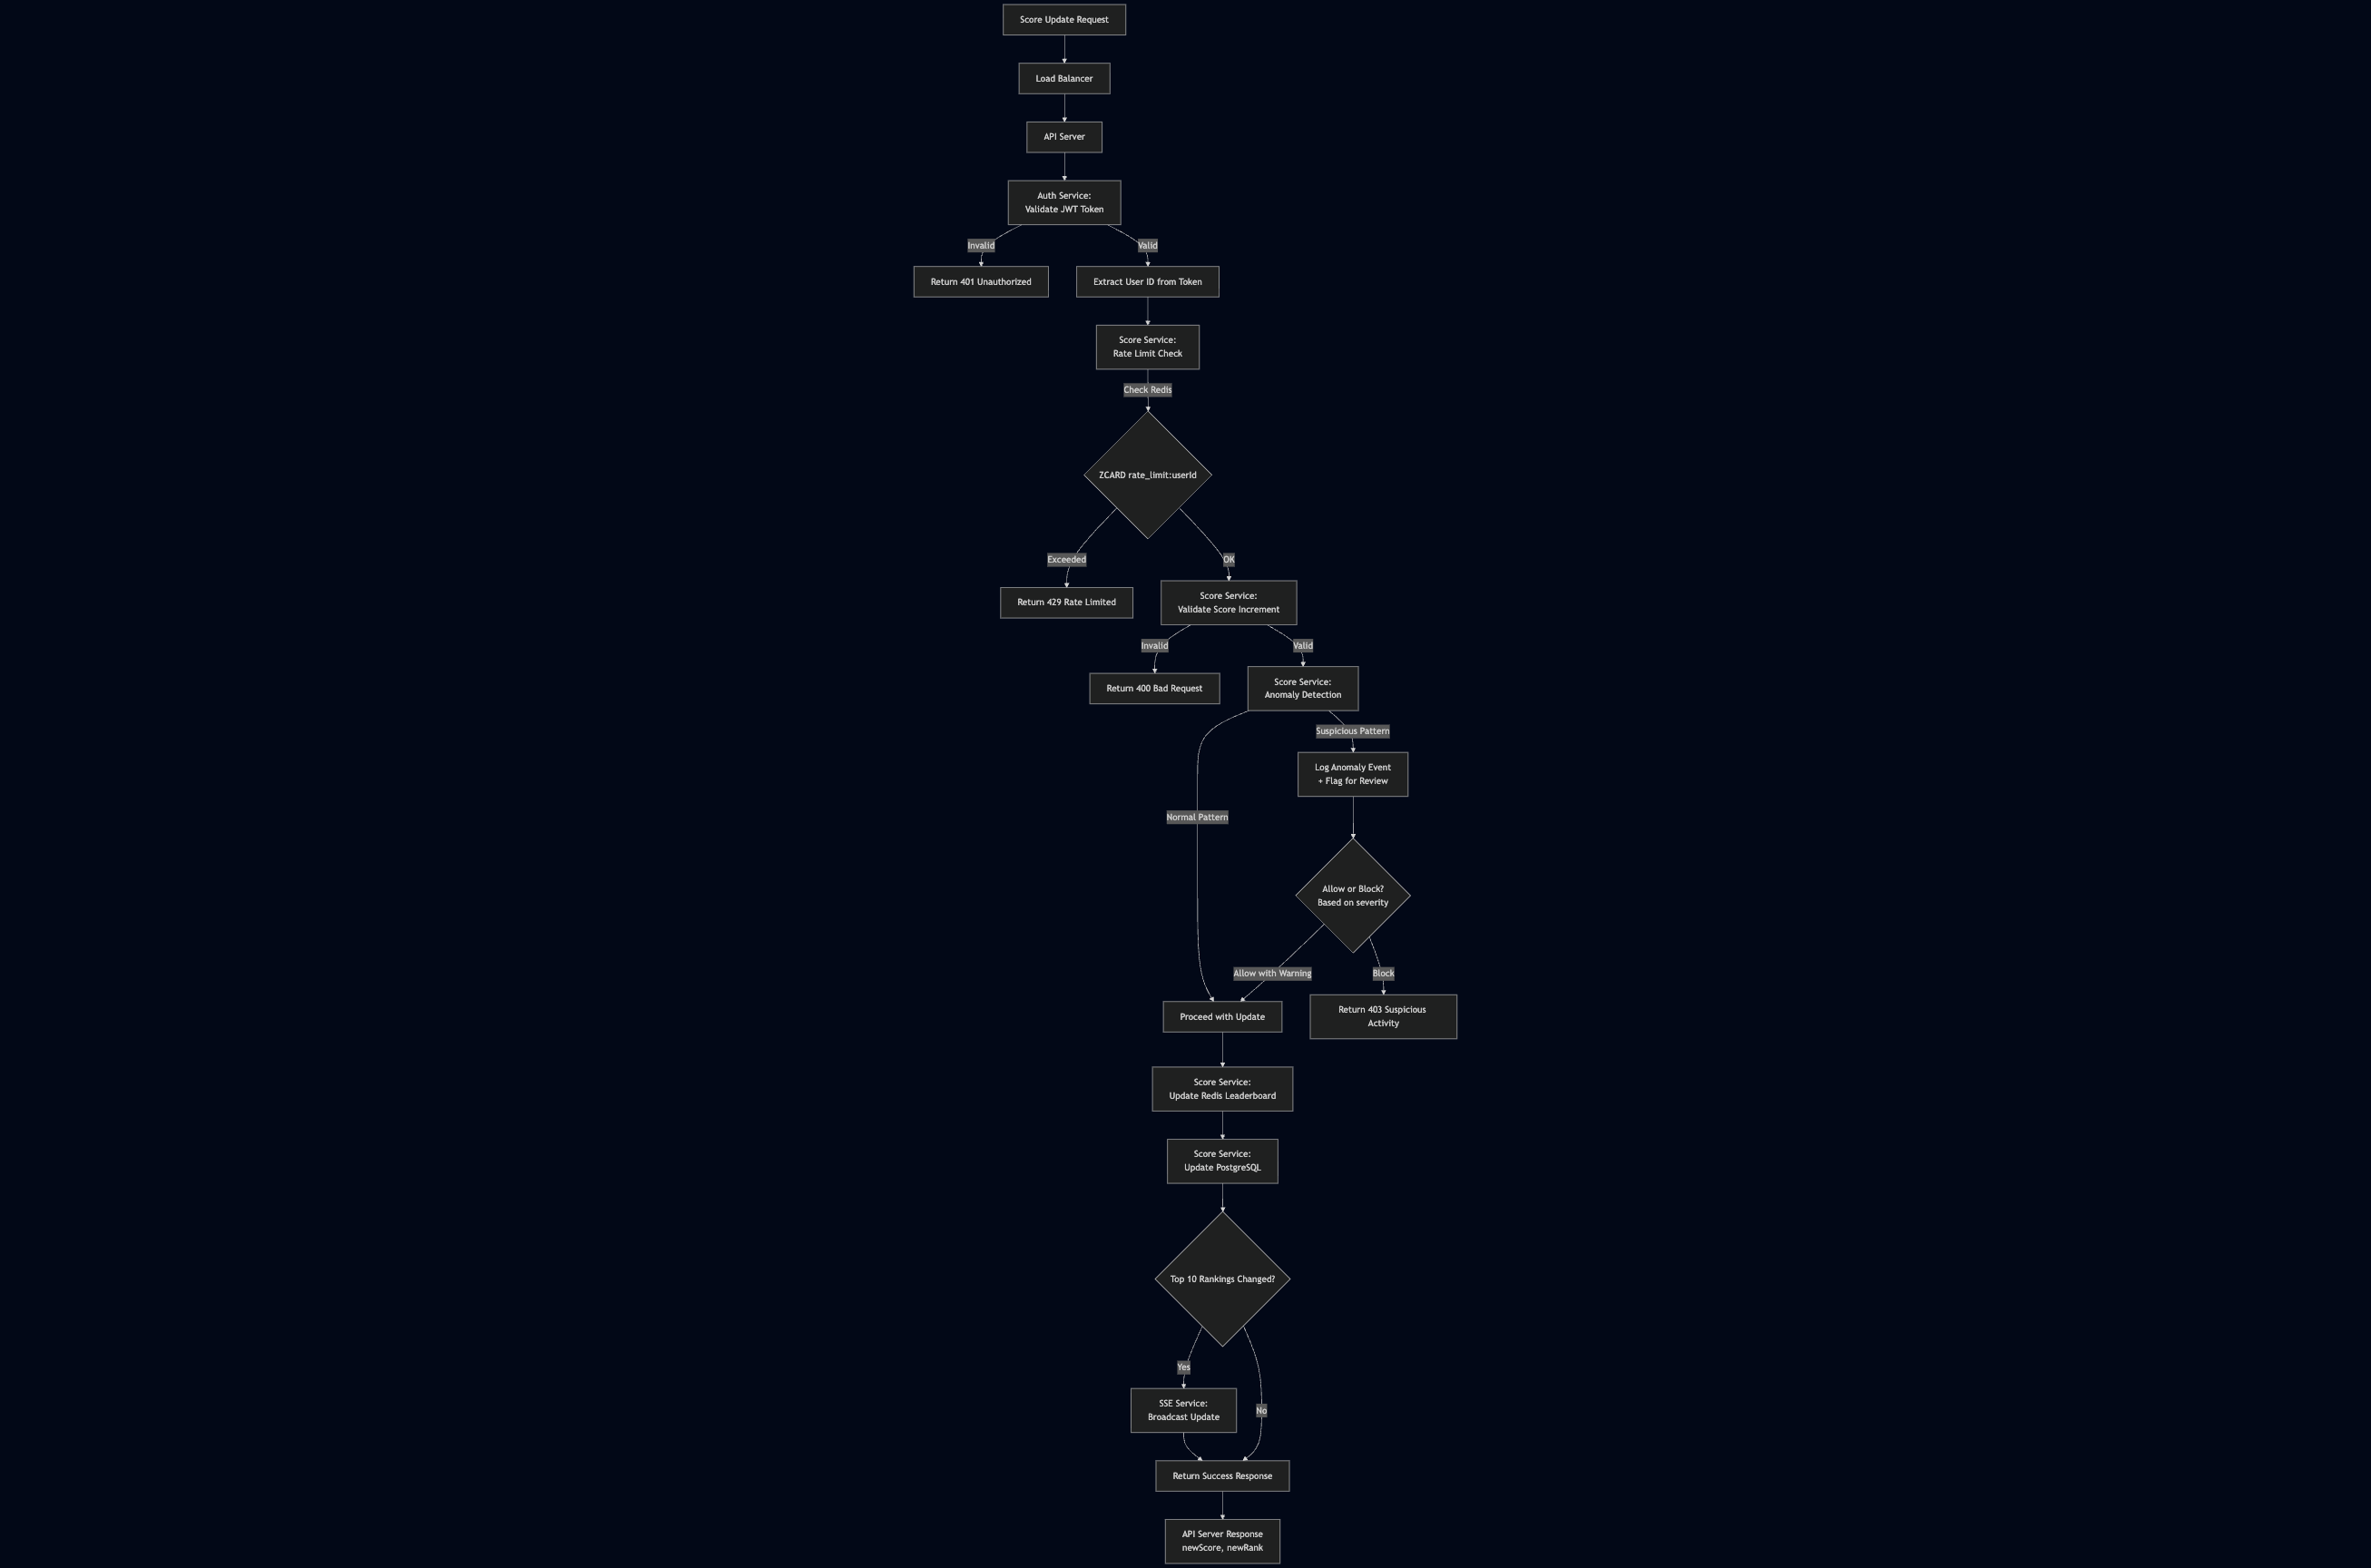 Score Update Request
Load Balancer
API Server
Auth Service:
Validate JWT Token
Invalid
Valid
Return 401 Unauthorized
Extract User ID from Token
Score Service:
Rate Limit Check
Check Redis
ZCARD rate_limit:userId
Exceeded
OK
Return 429 Rate Limited
Score Service:
Validate Score Increment
Invalid
Valid
Return 400 Bad Request
Score Service:
Anomaly Detection
Suspicious Pattern
Log Anomaly Event
+ Flag for Review
Normal Pattern
Allow or Block?
Based on severity
Allow with Warning
Block
Proceed with Update
Return 403 Suspicious
Activity
Score Service:
Update Redis Leaderboard
Score Service:
Update PostgreSQL
Top 10 Rankings Changed?
Yes
SSE Service:
Broadcast Update
No
Return Success Response
API Server Response
newScore, newRank